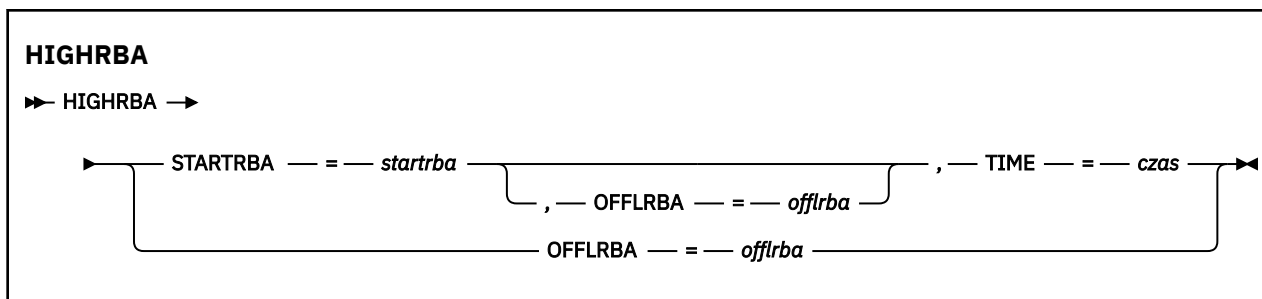 HIGHRBA
HIGHRBA
STARTRBA = startrba , TIME = czas
, OFFLRBA = offlrba
OFFLRBA = offlrba